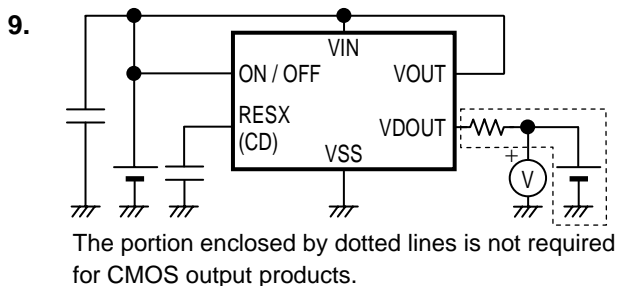 9.
VIN
ON / OFF
VOUT
RESX
(CD)
VDOUT
VSS
+
V
The portion enclosed by dotted lines is not required
for CMOS output products.